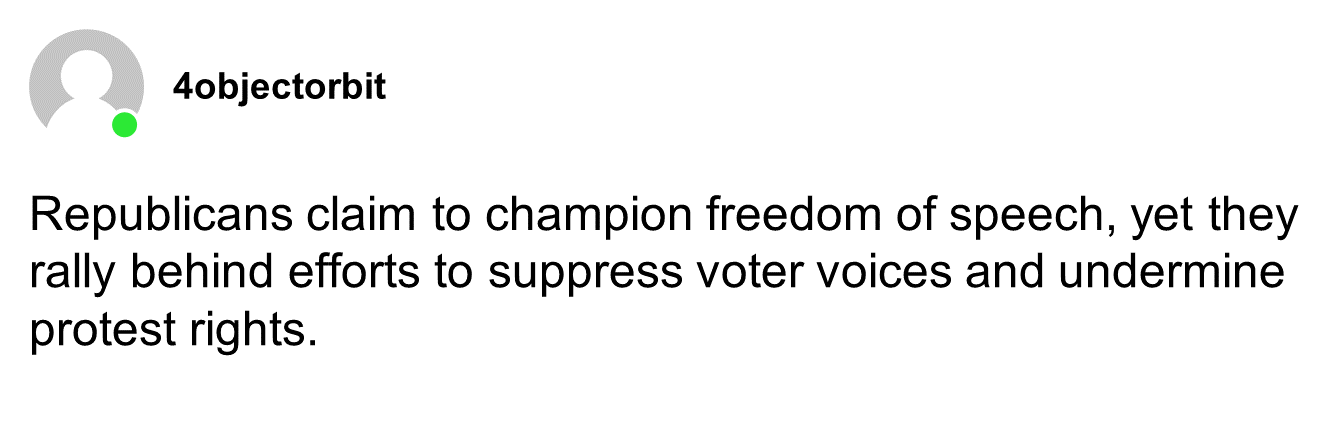 4objectorbit
Republicans claim to champion freedom of speech, yet they
rally behind efforts to suppress voter voices and undermine
protest rights.